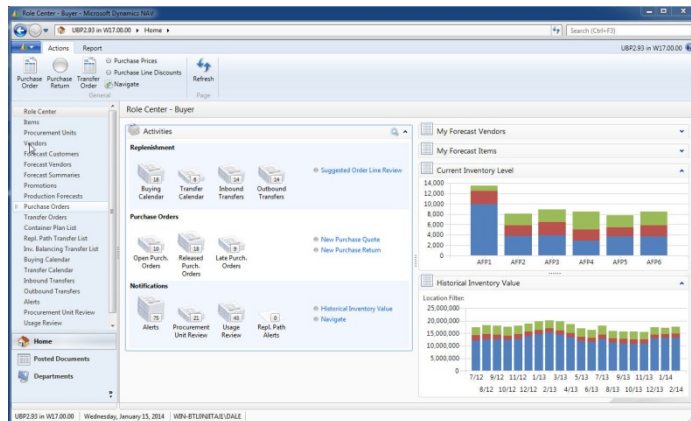 Role Center - Buyer - Microsoft Dynamics NAV
UBP2.93 in W17.00.00
Home
Search (Ctrl+F3)
Actions
Report
UBP2.93 in W17.00.00
Purchase Order
Purchase Return
Transfer Order
Purchase Prices
Purchase Line Discounts
Navigate
Refresh
General
Page
Role Center
Items
Procurement Units
Vendors
Forecast Customers
Forecast Vendors
Forecast Summaries
Promotions
Production Forecasts
Purchase Orders
Transfer Orders
Container Plan List
Repl. Path Transfer List
Inv. Balancing Transfer List
Buying Calendar
Transfer Calendar
Inbound Transfers
Outbound Transfers
Alerts
Procurement Unit Review
Usage Review
Home
Posted Documents
Departments
Role Center - Buyer
Activities
Replenishment
18
8
14
14
Buying Calendar
Transfer Calendar
Inbound Transfers
Outbound Transfers
Suggested Order Line Review
Purchase Orders
10
18
9
Open Purch. Orders
Released Purch. Orders
Late Purch. Orders
New Purchase Quote
New Purchase Return
Notifications
73
21
43
0
Alerts
Procurement Unit Review
Usage Review
Repl. Path Alerts
Historical Inventory Value
Navigate
My Forecast Vendors
My Forecast Items
Current Inventory Level
14,000
12,000
10,000
8,000
6,000
4,000
2,000
0
AFP1 AFP2 AFP3 AFP4 AFP5 AFP6
Historical Inventory Value
Location Filter:
25,000,000
20,000,000
15,000,000
10,000,000
5,000,000
0
7/12 9/12 11/12 1/13 3/13 5/13 7/13 9/13 11/13 1/14
8/12 10/12 12/12 2/13 4/13 6/13 8/13 10/13 12/13 2/14
UBP2.93 in W17.00.00
Wednesday, January 15, 2014